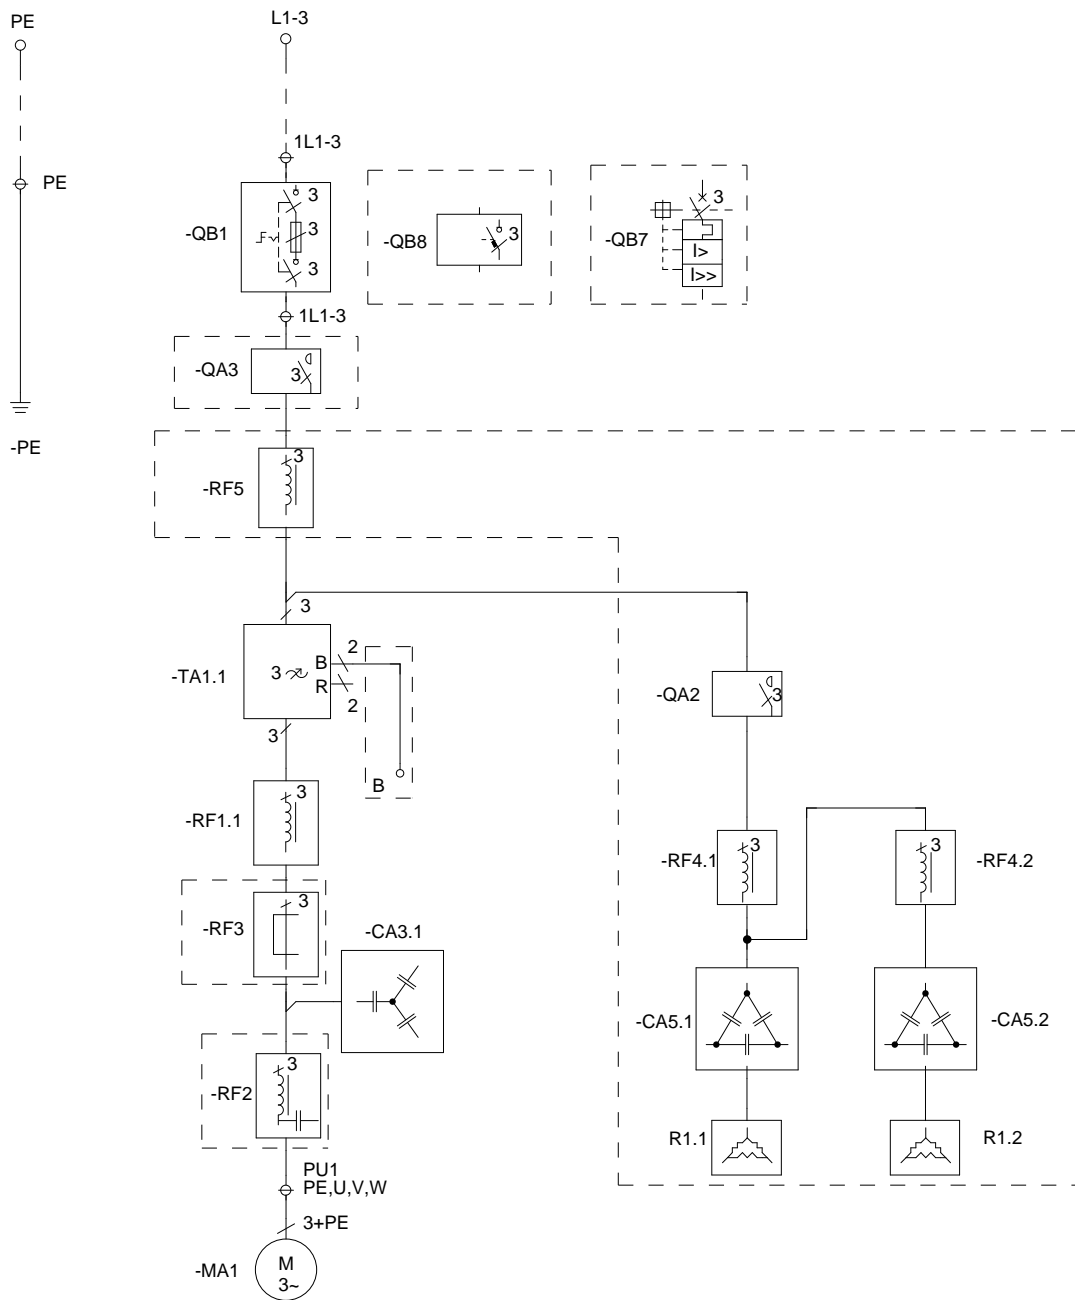 PE
L1-3
1L1-3
PE
-QB1
3
3
3
-QB8
3
-QB7
3
I>
I>>
1L1-3
-QA3
3
-PE
-RF5
3
3
-TA1.1
3
B
R
2
2
3
B
-QA2
3
-RF1.1
3
-RF4.1
3
3
-RF4.2
-RF3
3
-CA3.1
-CA5.1
-CA5.2
-RF2
3
R1.1
R1.2
PU1
PE,U,V,W
3+PE
-MA1
M
3~